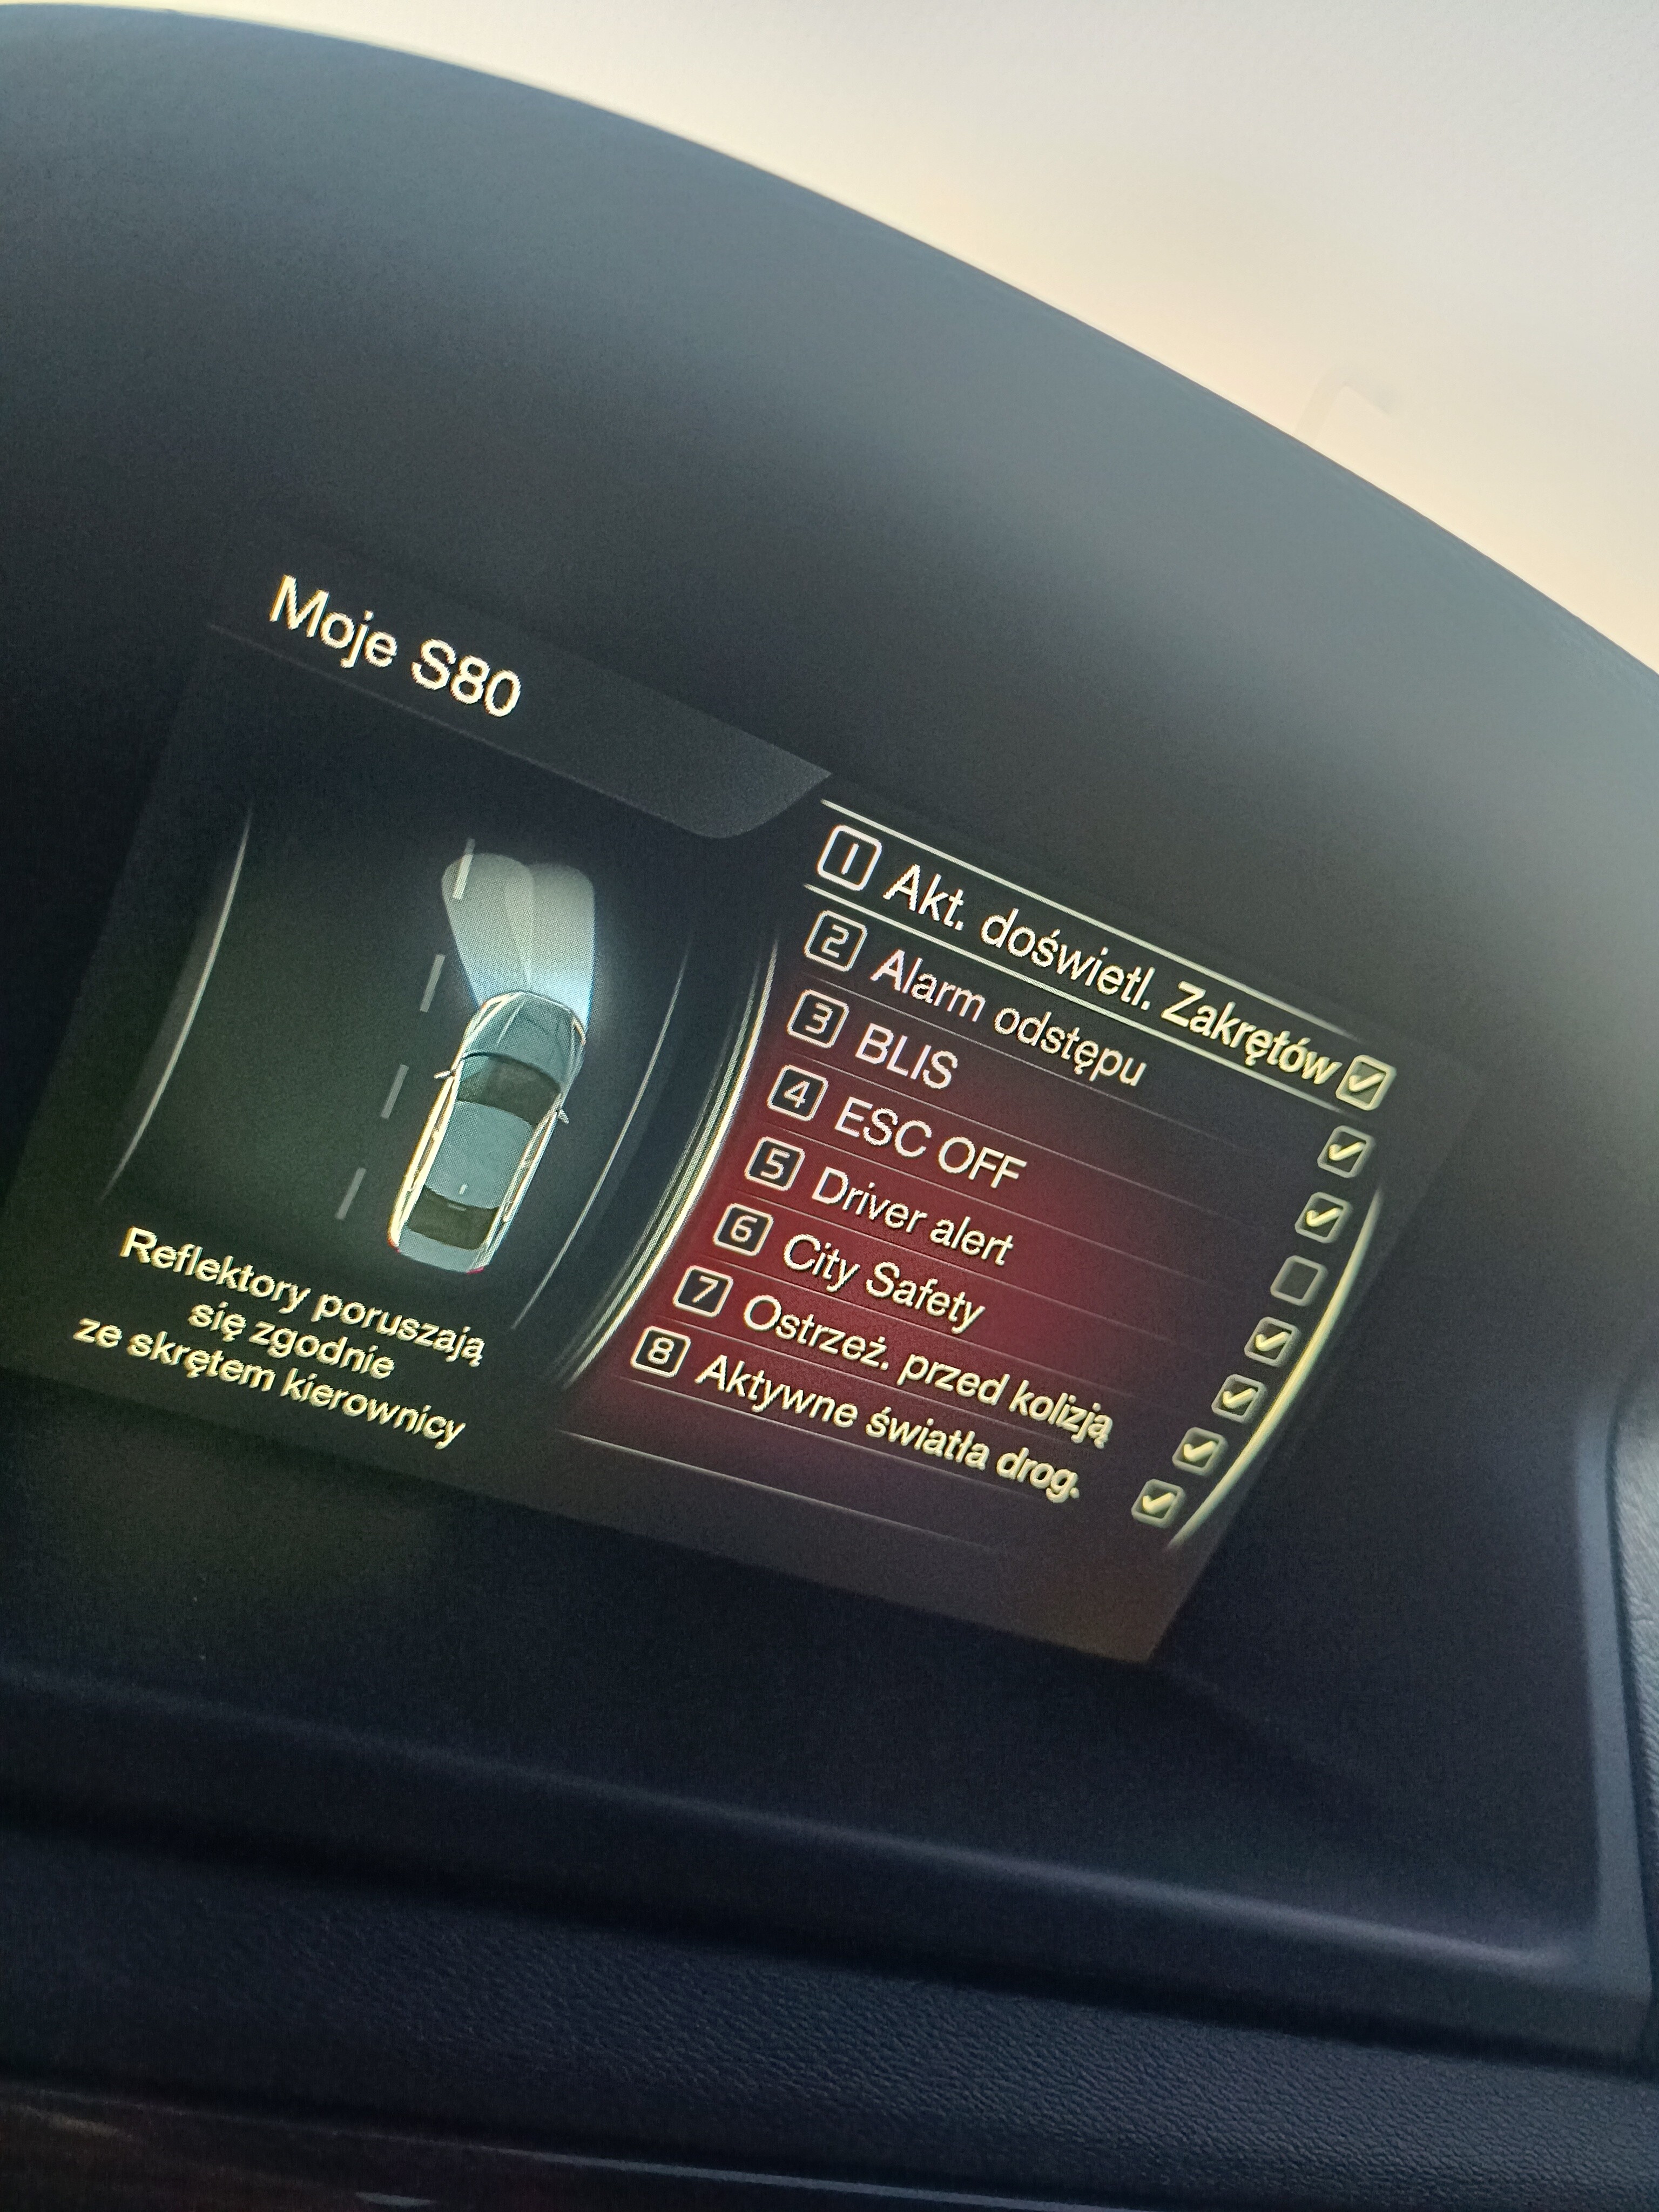 Moje S80
1 Akt. doświetl. Zakrętów
2 Alarm odstępu
3 BLIS
4 ESC OFF
5 Driver alert
6 City Safety
7 Ostrzeż. przed kolizją
8 Aktywne światła drog.
Reflektory poruszają
się zgodnie
ze skrętem kierownicy